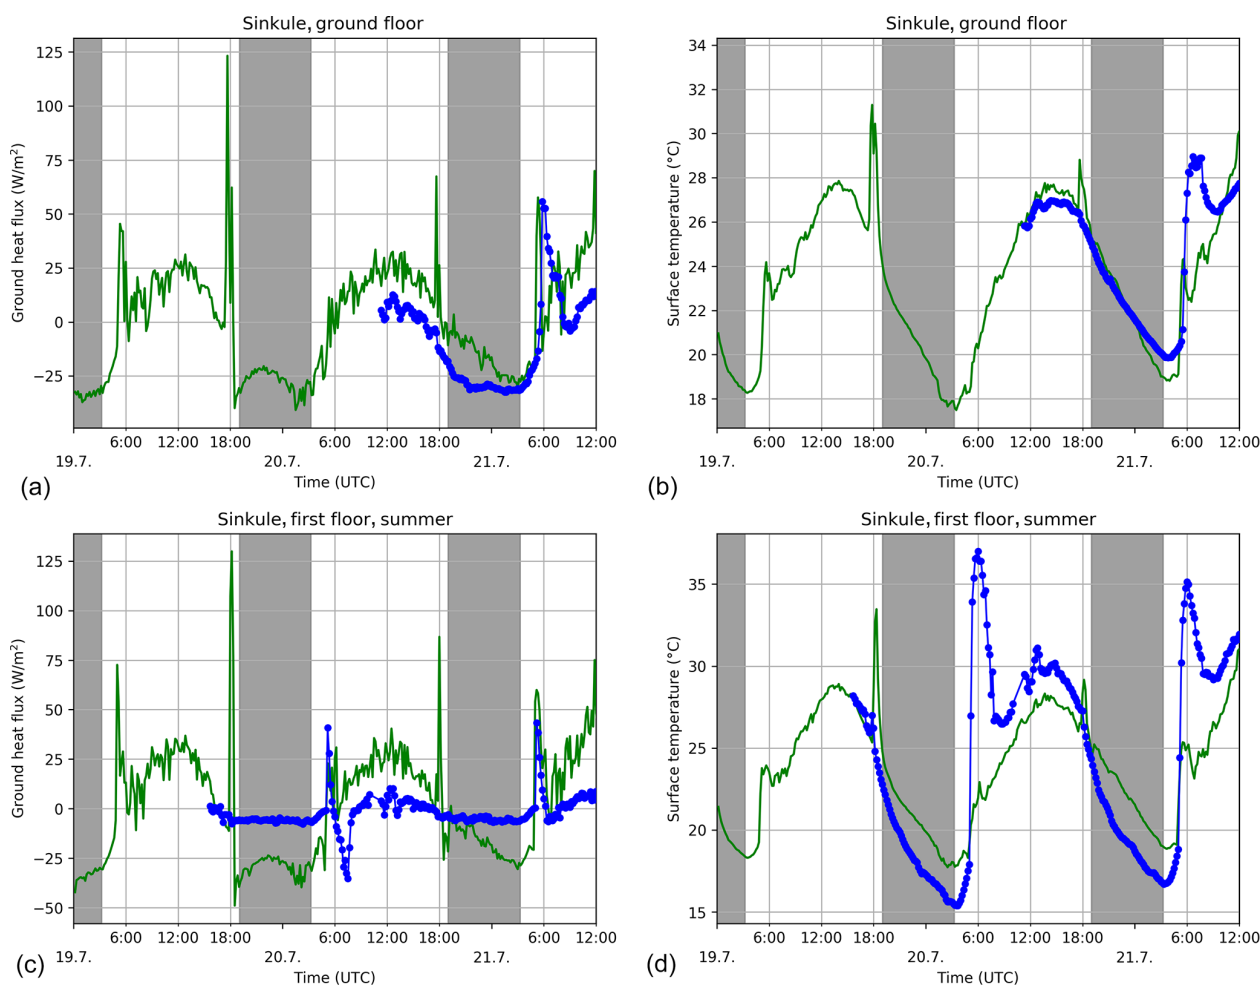 Sinkule, ground floor
Ground heat flux (W/m²)
125
100
75
50
25
0
−25
6:00 12:00 18:00 6:00 12:00 18:00 6:00 12:00
19.7. 20.7. 21.7.
Time (UTC)
(a)
Sinkule, ground floor
Surface temperature (°C)
34
32
30
28
26
24
22
20
18
6:00 12:00 18:00 6:00 12:00 18:00 6:00 12:00
19.7. 20.7. 21.7.
Time (UTC)
(b)
Sinkule, first floor, summer
Ground heat flux (W/m²)
125
100
75
50
25
0
−25
−50
6:00 12:00 18:00 6:00 12:00 18:00 6:00 12:00
19.7. 20.7. 21.7.
Time (UTC)
(c)
Sinkule, first floor, summer
Surface temperature (°C)
35
30
25
20
15
6:00 12:00 18:00 6:00 12:00 18:00 6:00 12:00
19.7. 20.7. 21.7.
Time (UTC)
(d)